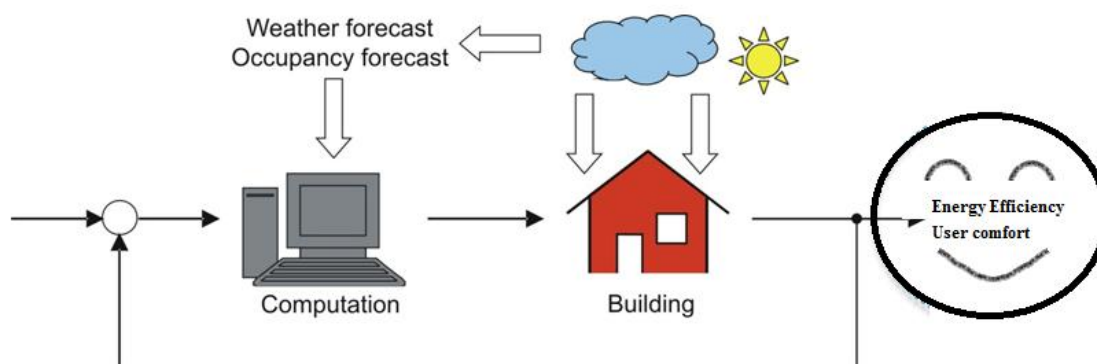 Weather forecast
Occupancy forecast
Energy Efficiency
User comfort
Computation
Building